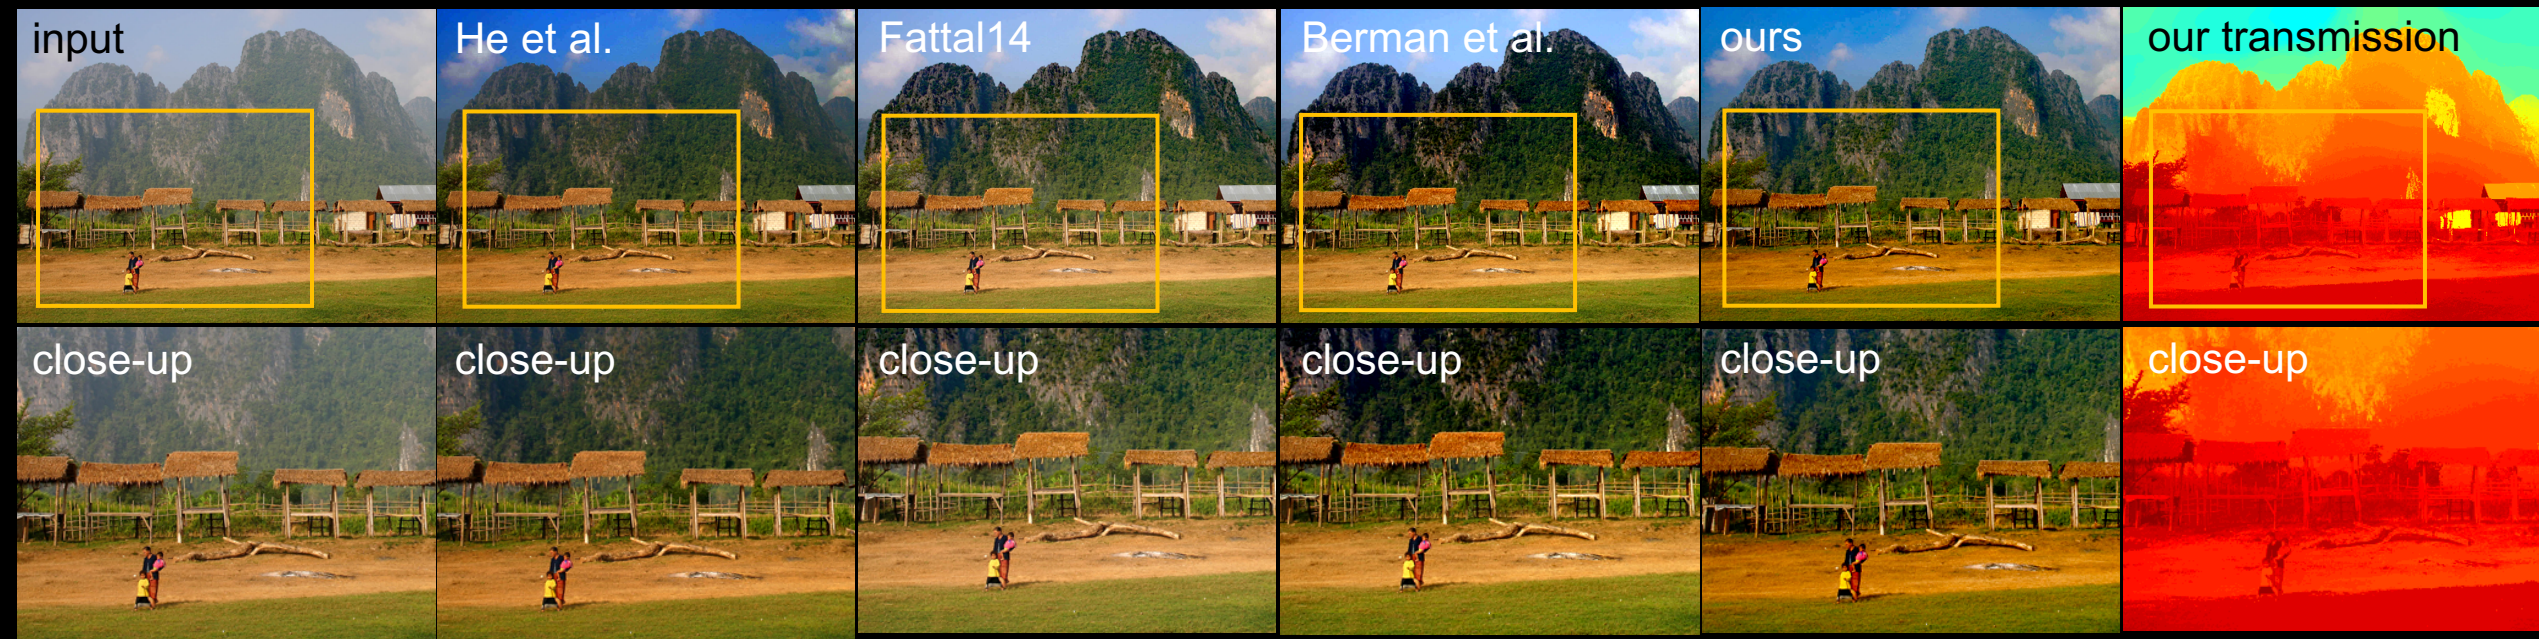 input
He et al.
Fattal14
Berman et al.
ours
our transmission
close-up
close-up
close-up
close-up
close-up
close-up